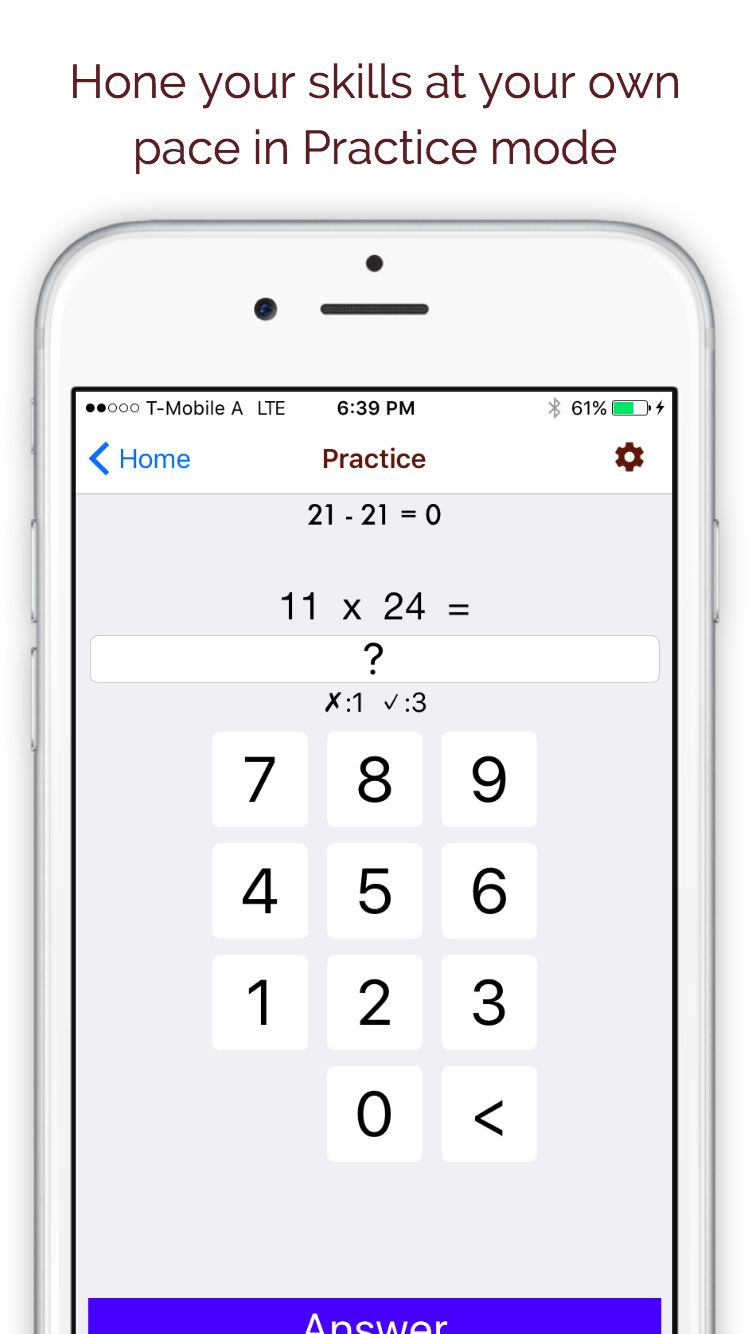 Hone your skills at your own
pace in Practice mode
T-Mobile A LTE 6:39 PM 61%
Home Practice
21 - 21 = 0
11 x 24 =
?
✗:1 ✓:3
7 8 9
4 5 6
1 2 3
0 <
Answer